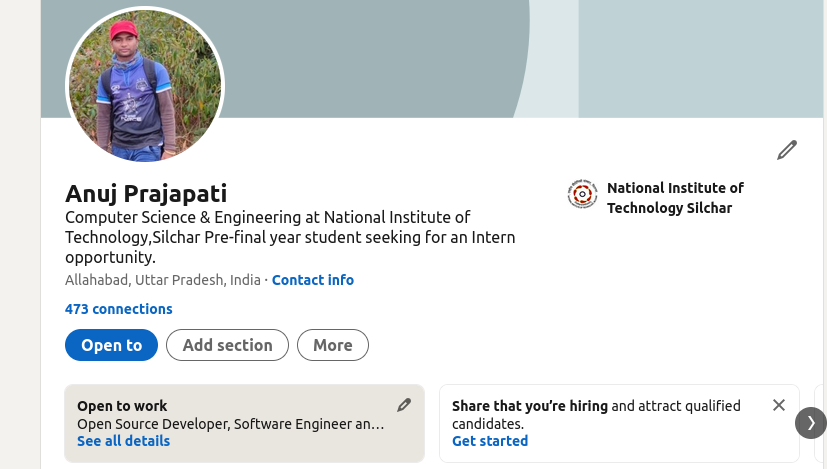 Anuj Prajapati
Computer Science & Engineering at National Institute of
Technology,Silchar Pre-final year student seeking for an Intern
opportunity.
Allahabad, Uttar Pradesh, India · Contact info
473 connections
National Institute of
Technology Silchar
Open to
Add section
More
Open to work
Open Source Developer, Software Engineer an…
See all details
Share that you’re hiring and attract qualified
candidates.
Get started